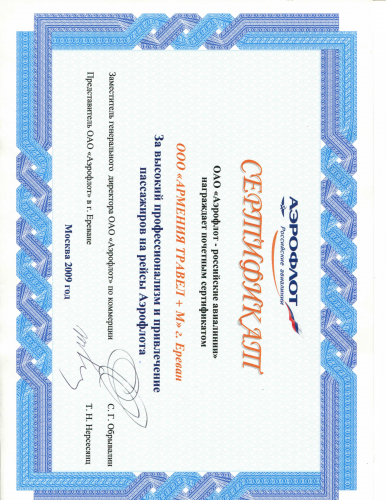 АЭРОФЛОТ
Российские авиалинии
СЕРТИФИКАТ
ОАО «Аэрофлот - российские авиалинии»
награждает почетным сертификатом
ООО «АРМЕНИЯ ТРАВЕЛ + М» г. Ереван
За высокий профессионализм и привлечение
пассажиров на рейсы Аэрофлота
Заместитель генерального директора ОАО «Аэрофлот» по коммерции С. Г. Обрывалин
Представитель ОАО «Аэрофлот» в г. Ереване Т. Н. Нерсесянц
Москва 2009 год